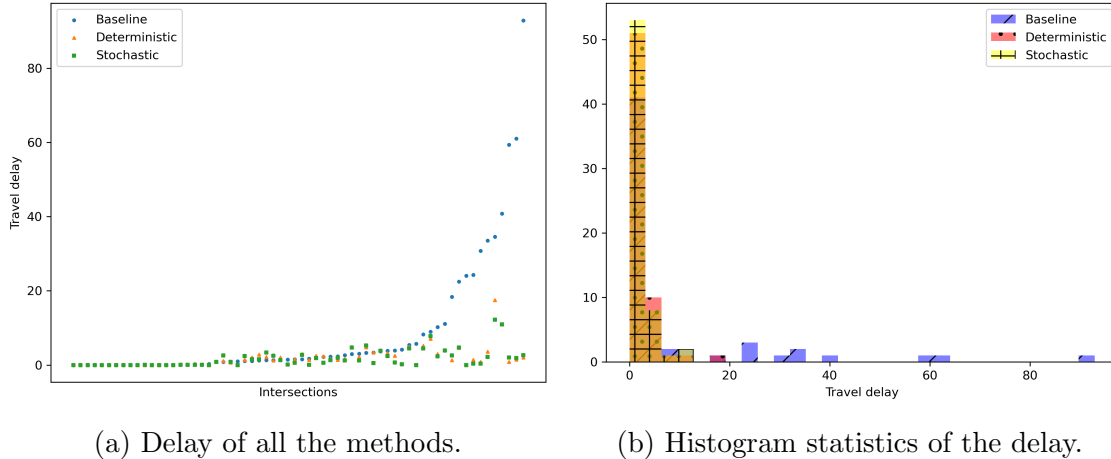 Baseline
Deterministic
Stochastic
80
60
40
20
0
Travel delay
Intersections
(a) Delay of all the methods.
Baseline
Deterministic
Stochastic
50
40
30
20
10
0
0 20 40 60 80
Travel delay
(b) Histogram statistics of the delay.